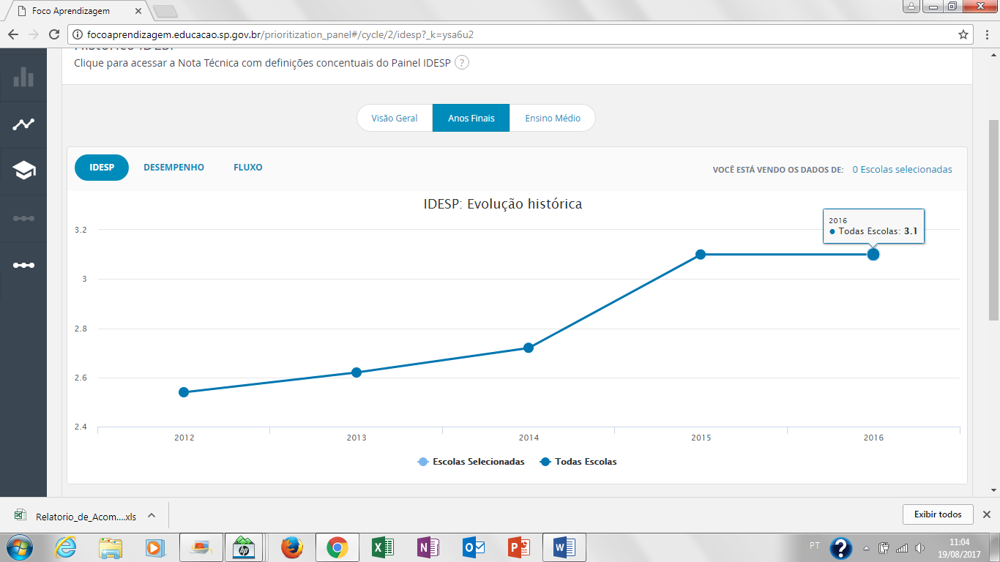 Foco Aprendizagem
focoaprendizagem.educacao.sp.gov.br/prioritization_panel#/cycle/2/idesp?_k=ysa6u2
Histórico IDESP
Clique para acessar a Nota Técnica com definições concentuais do Painel IDESP ?
Visão Geral Anos Finais Ensino Médio
IDESP DESEMPENHO FLUXO VOCÊ ESTÁ VENDO OS DADOS DE: 0 Escolas selecionadas
IDESP: Evolução histórica
2016
Todas Escolas: 3.1
3.2
3
2.8
2.6
2.4
2012 2013 2014 2015 2016
Escolas Selecionadas Todas Escolas
Relatorio_de_Acom....xls Exibir todos
PT ? 11:04
19/08/2017